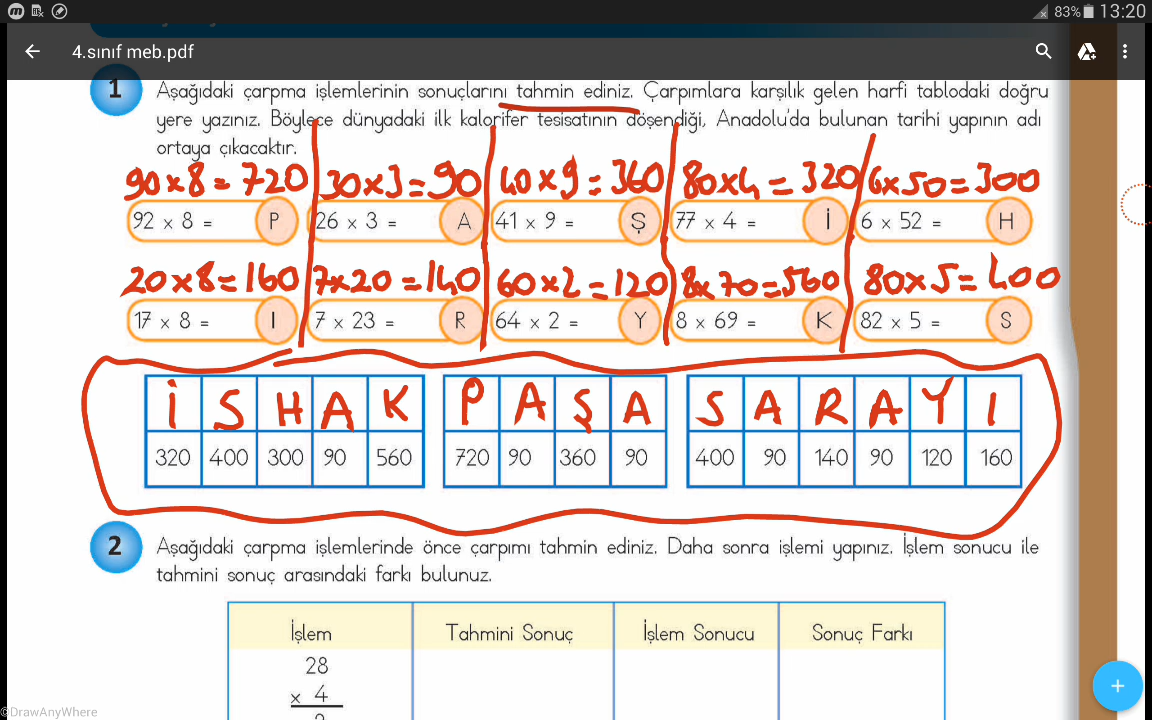 83% 13:20
4.sınıf meb.pdf
1 Aşağıdaki çarpma işlemlerinin sonuçlarını tahmin ediniz. Çarpımlara karşılık gelen harfi tablodaki doğru
yere yazınız. Böylece dünyadaki ilk kalorifer tesisatının döşendiği, Anadolu'da bulunan tarihi yapının adı
ortaya çıkacaktır.
90x8=720 30x3=90 40x9=360 80x4=320 6x50=300
92 x 8 = P 26 x 3 = A 41 x 9 = Ş 77 x 4 = İ 6 x 52 = H
20x8=160 7x20=140 60x2=120 8x70=560 80x5=400
17 x 8 = I 7 x 23 = R 64 x 2 = Y 8 x 69 = K 82 x 5 = S
İ S H A K P A Ş A S A R A Y I
320 400 300 90 560 720 90 360 90 400 90 140 90 120 160
2 Aşağıdaki çarpma işlemlerinde önce çarpımı tahmin ediniz. Daha sonra işlemi yapınız. İşlem sonucu ile
tahmini sonuç arasındaki farkı bulunuz.
İşlem Tahmini Sonuç İşlem Sonucu Sonuç Farkı
28
x 4
©DrawAnyWhere